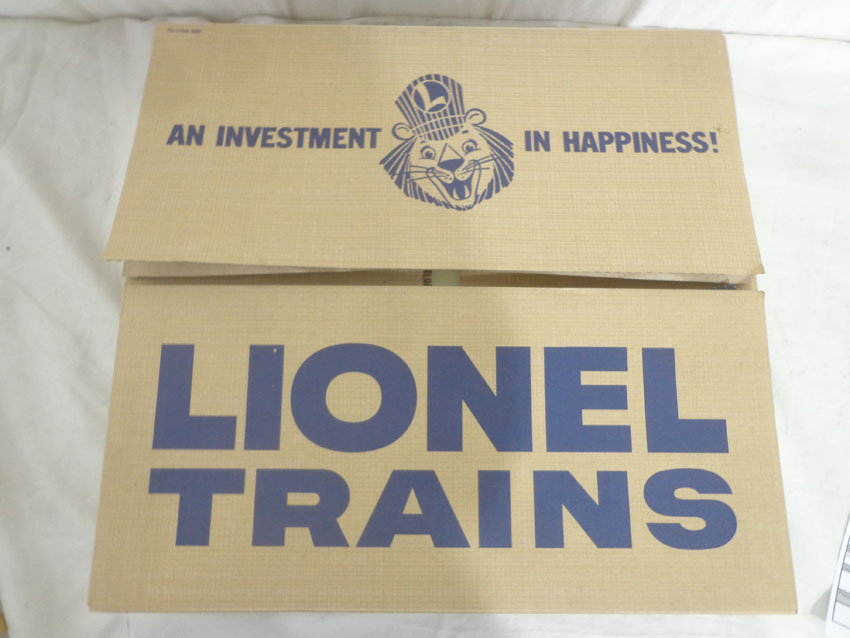 AN INVESTMENT L IN HAPPINESS!
LIONEL
TRAINS